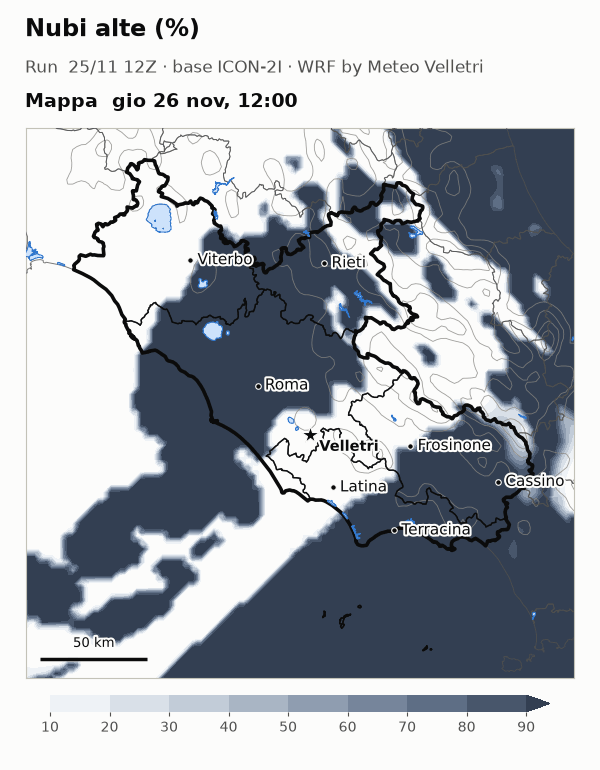 Nubi alte (%)
Run 25/11 12Z · base ICON-2I · WRF by Meteo Velletri
Mappa gio 26 nov, 12:00
Viterbo
Rieti
Roma
Velletri
Frosinone
Cassino
Latina
Terracina
50 km
10 20 30 40 50 60 70 80 90